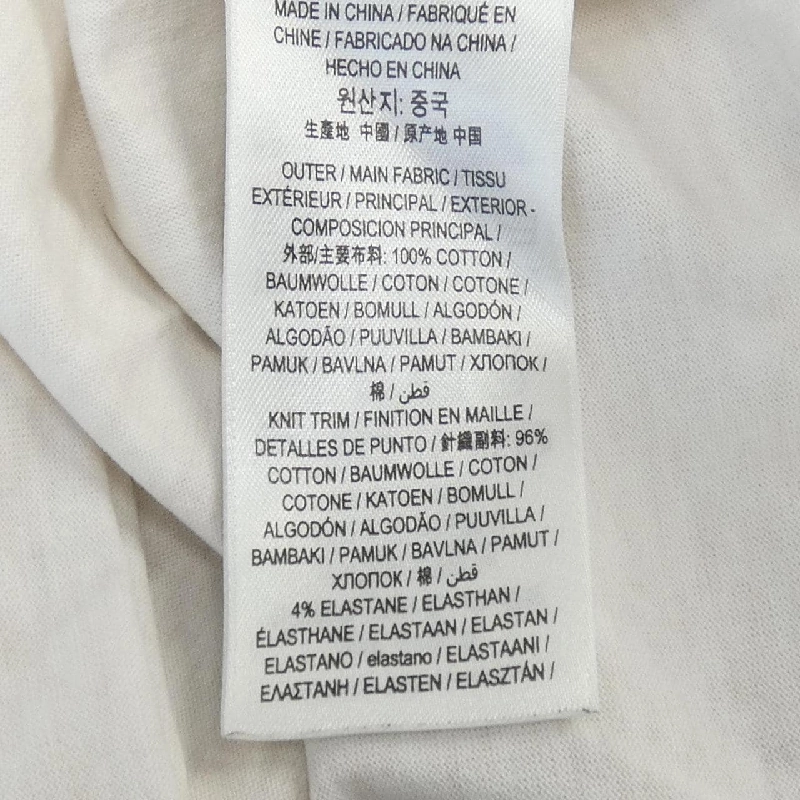 MADE IN CHINA / FABRIQUÉ EN
CHINE / FABRICADO NA CHINA /
HECHO EN CHINA
원산지: 중국
生產地 中國 / 原产地 中国
OUTER / MAIN FABRIC / TISSU
EXTÉRIEUR / PRINCIPAL / EXTERIOR -
COMPOSICION PRINCIPAL /
外部/主要布料: 100% COTTON /
BAUMWOLLE / COTON / COTONE /
KATOEN / BOMULL / ALGODÓN /
ALGODÃO / PUUVILLA / BAMBAKI /
PAMUK / BAVLNA / PAMUT / ХЛОПОК /
棉 / قطن
KNIT TRIM / FINITION EN MAILLE /
DETALLES DE PUNTO / 針織副料: 96%
COTTON / BAUMWOLLE / COTON /
COTONE / KATOEN / BOMULL /
ALGODÓN / ALGODÃO / PUUVILLA /
BAMBAKI / PAMUK / BAVLNA / PAMUT /
ХЛОПОК / 棉 / قطن
4% ELASTANE / ELASTHAN /
ÉLASTHANE / ELASTAAN / ELASTAN /
ELASTANO / elastano / ELASTAANI /
ΕΛΑΣΤΑΝΗ / ELASTEN / ELASZTÁN /